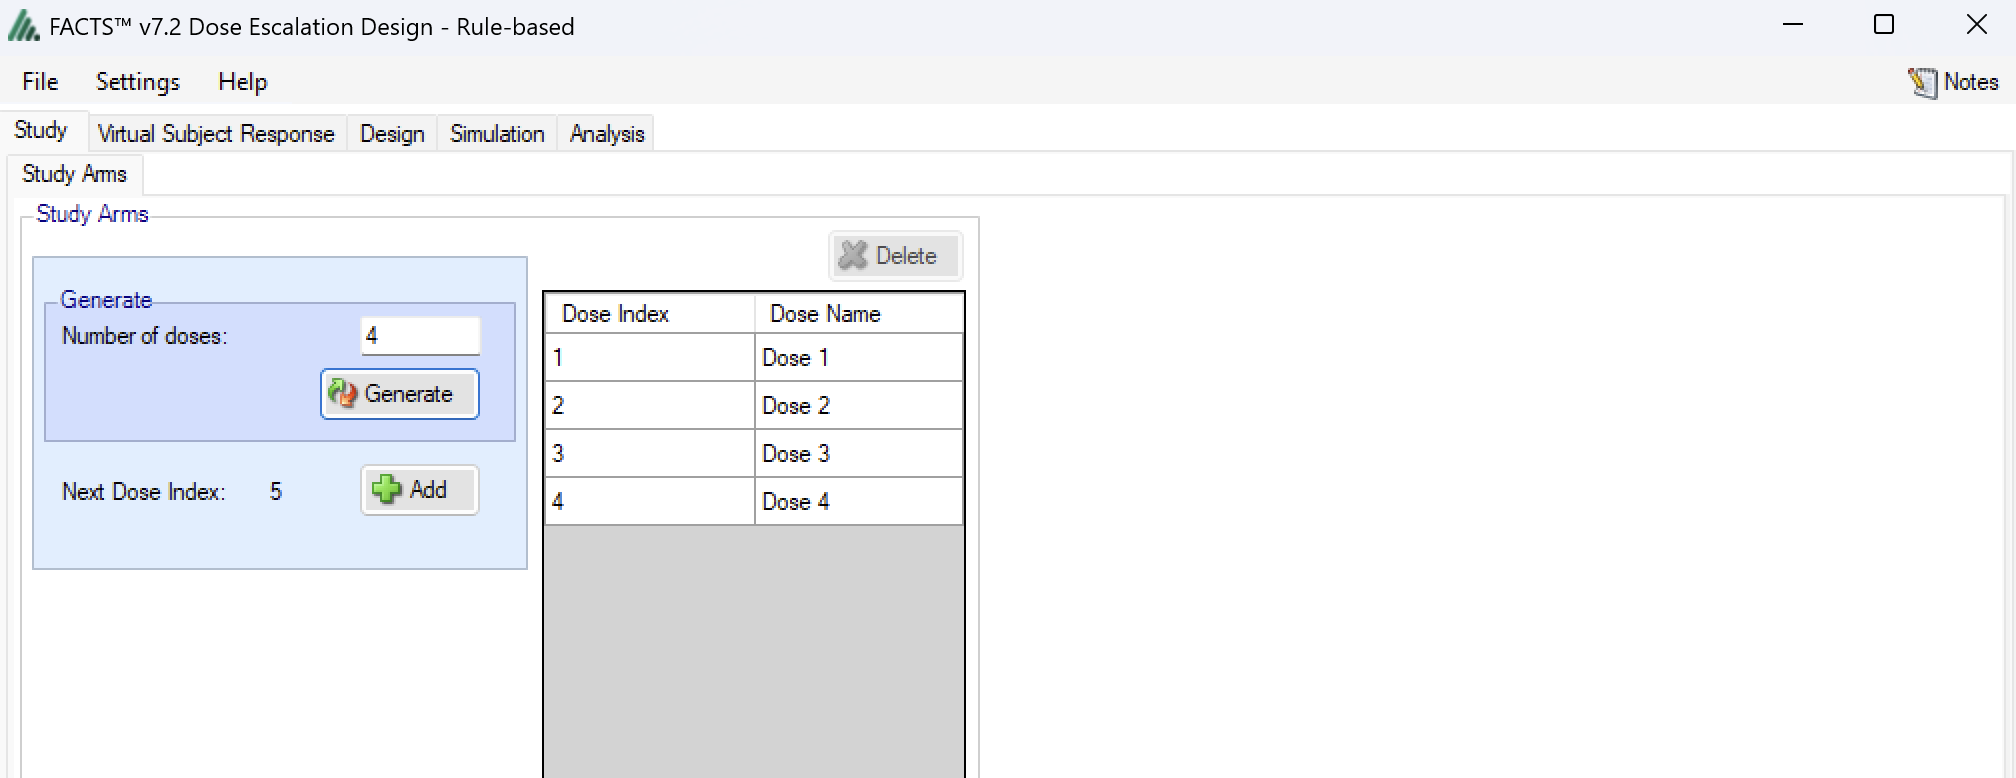 FACTS™ v7.2 Dose Escalation Design - Rule-based
File Settings Help Notes
Study Virtual Subject Response Design Simulation Analysis
Study Arms
Study Arms
Delete
Generate
Number of doses: 4
Generate
Next Dose Index: 5 Add
Dose Index Dose Name
1 Dose 1
2 Dose 2
3 Dose 3
4 Dose 4